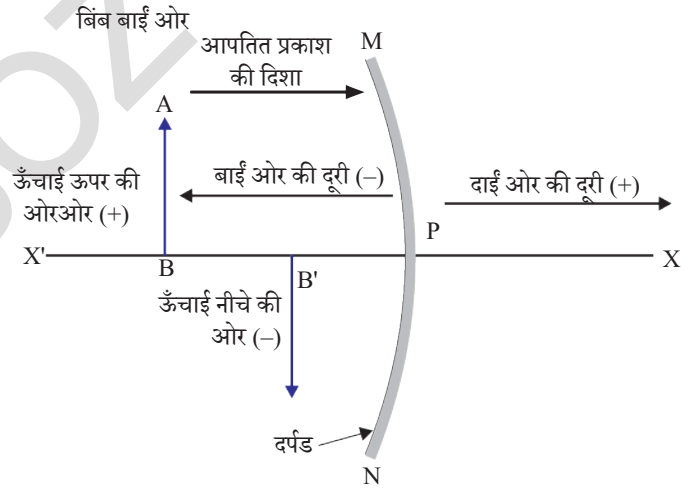 बिंब बाईं ओर
आपतित प्रकाश
की दिशा
M
A
ऊँचाई ऊपर की
ओरओर (+)
बाईं ओर की दूरी (–)
दाईं ओर की दूरी (+)
P
X'
B
B'
X
ऊँचाई नीचे की
ओर (–)
दर्पड
N